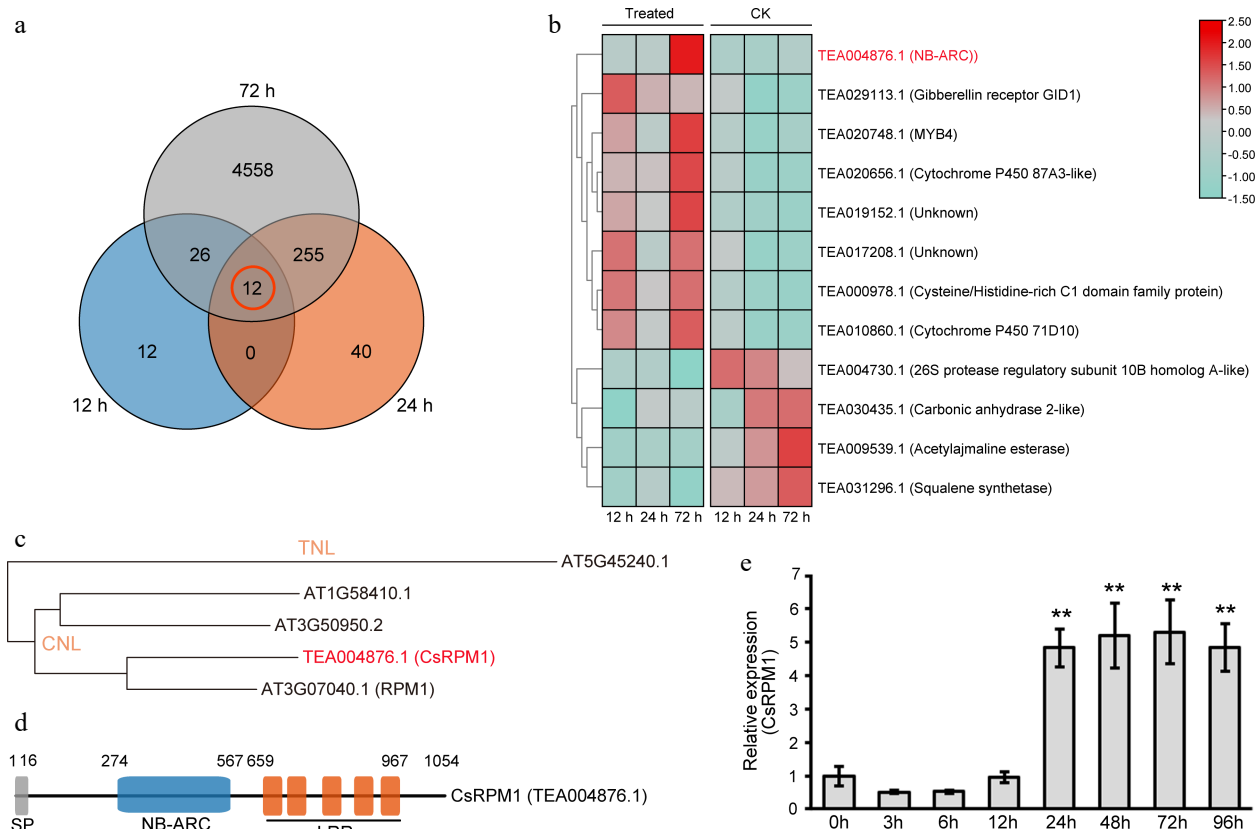 a
72 h
4558
26
255
12
12
0
40
12 h
24 h
b
Treated CK
TEA004876.1 (NB-ARC))
TEA029113.1 (Gibberellin receptor GID1)
TEA020748.1 (MYB4)
TEA020656.1 (Cytochrome P450 87A3-like)
TEA019152.1 (Unknown)
TEA017208.1 (Unknown)
TEA000978.1 (Cysteine/Histidine-rich C1 domain family protein)
TEA010860.1 (Cytochrome P450 71D10)
TEA004730.1 (26S protease regulatory subunit 10B homolog A-like)
TEA030435.1 (Carbonic anhydrase 2-like)
TEA009539.1 (Acetylajmaline esterase)
TEA031296.1 (Squalene synthetase)
12 h 24 h 72 h 12 h 24 h 72 h
2.50
2.00
1.50
1.00
0.50
0.00
-0.50
-1.00
-1.50
c
TNL
AT5G45240.1
AT1G58410.1
AT3G50950.2
CNL
TEA004876.1 (CsRPM1)
AT3G07040.1 (RPM1)
d
1 16 274 567 659 967 1054
CsRPM1 (TEA004876.1)
SP NB-ARC LRR
e
Relative expression
(CsRPM1)
7
6
5
4
3
2
1
0
** ** ** **
0h 3h 6h 12h 24h 48h 72h 96h